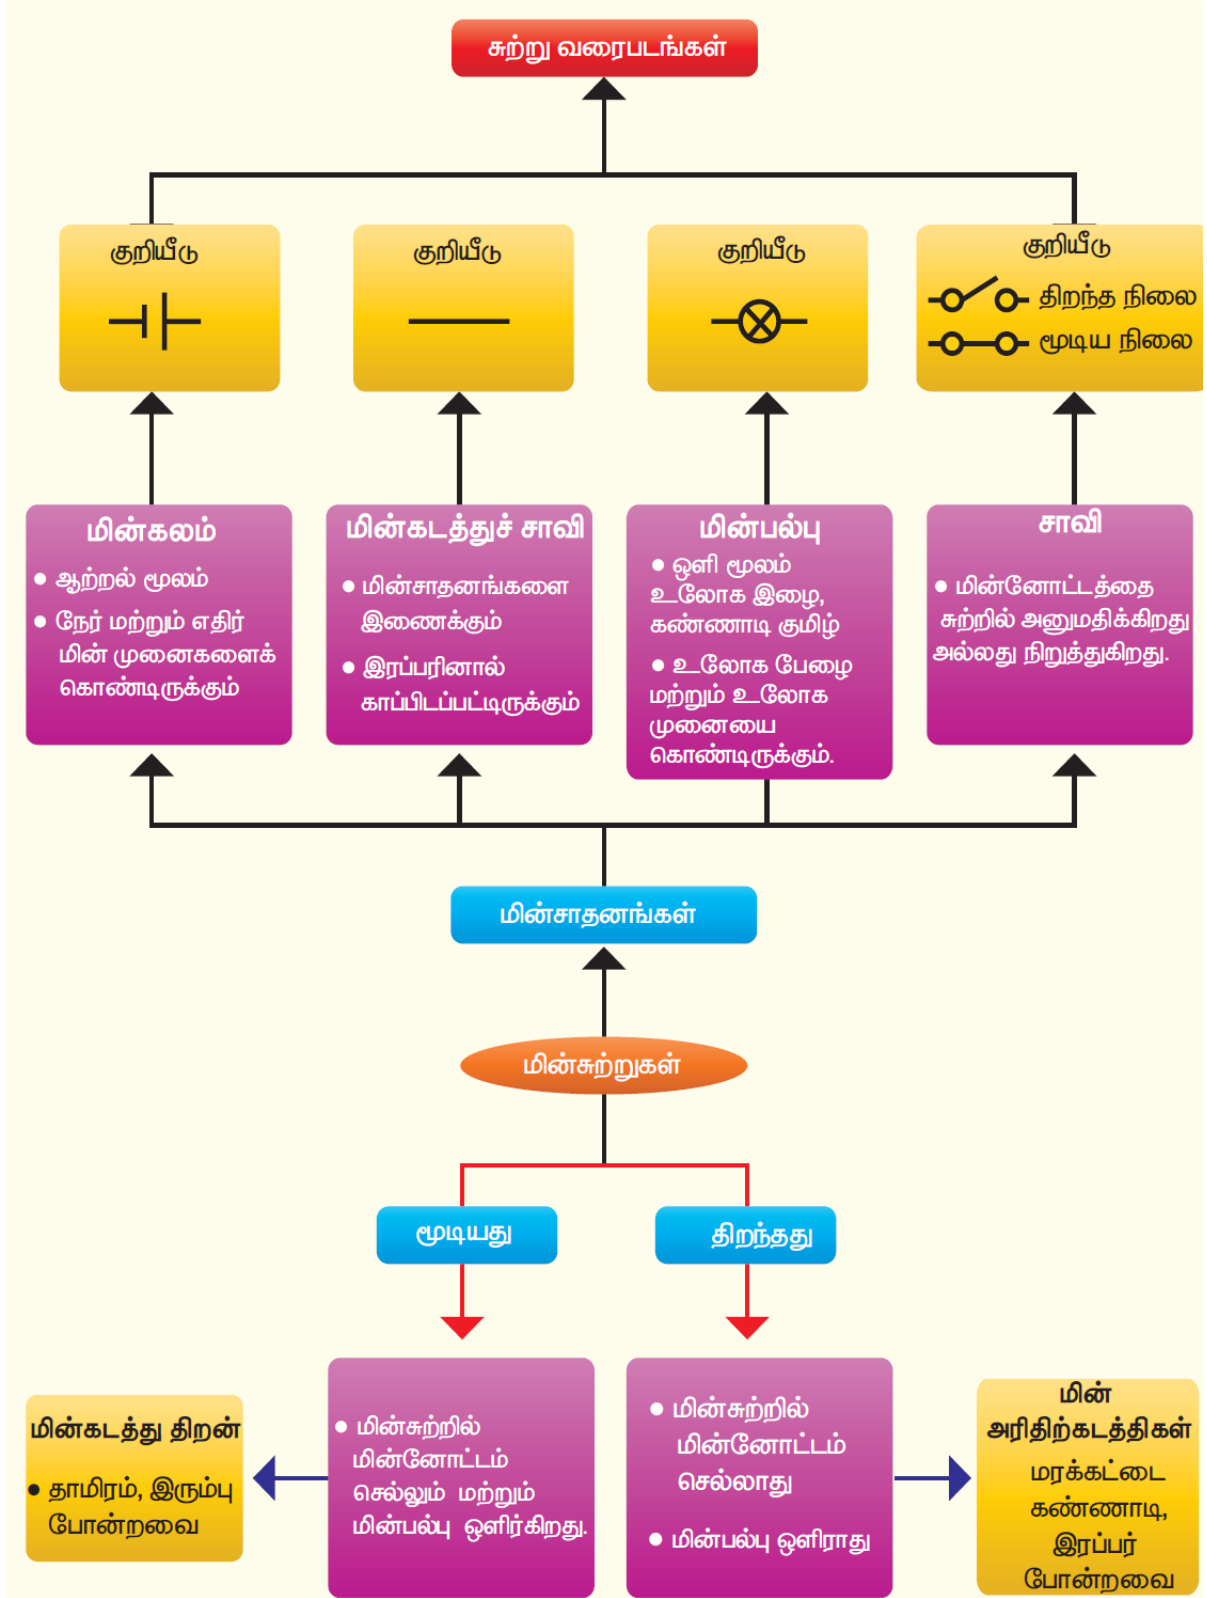 சுற்று வரைபடங்கள்
குறியீடு
குறியீடு
குறியீடு
குறியீடு
திறந்த நிலை
மூடிய நிலை
மின்கலம்
● ஆற்றல் மூலம்
● நேர் மற்றும் எதிர்
மின் முனைகளைக்
கொண்டிருக்கும்
மின்கடத்துச் சாவி
● மின்சாதனங்களை
இணைக்கும்
● இரப்பரினால்
காப்பிடப்பட்டிருக்கும்
மின்பல்பு
● ஒளி மூலம்
உலோக இழை,
கண்ணாடி குமிழ்
● உலோக பேழை
மற்றும் உலோக
முனையை
கொண்டிருக்கும்.
சாவி
● மின்னோட்டத்தை
சுற்றில் அனுமதிக்கிறது
அல்லது நிறுத்துகிறது.
மின்சாதனங்கள்
மின்சுற்றுகள்
மூடியது
திறந்தது
மின்கடத்து திறன்
● தாமிரம், இரும்பு
போன்றவை
● மின்சுற்றில்
மின்னோட்டம்
செல்லும் மற்றும்
மின்பல்பு ஒளிர்கிறது.
● மின்சுற்றில்
மின்னோட்டம்
செல்லாது
● மின்பல்பு ஒளிராது
மின்
அரிதிற்கடத்திகள்
மரக்கட்டை
கண்ணாடி,
இரப்பர்
போன்றவை